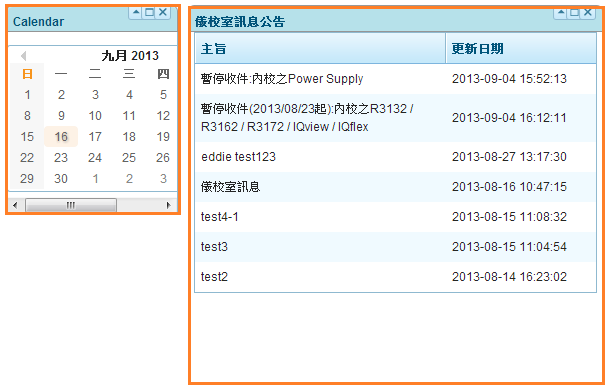 Calendar
九月 2013
日 一 二 三 四
1 2 3 4 5
8 9 10 11 12
15 16 17 18 19
22 23 24 25 26
29 30 1 2 3
儀校室訊息公告
主旨 更新日期
暫停收件:內校之Power Supply 2013-09-04 15:52:13
暫停收件(2013/08/23起):內校之R3132 /
R3162 / R3172 / IQview / IQflex 2013-09-04 16:12:11
eddie test123 2013-08-27 13:17:30
儀校室訊息 2013-08-16 10:47:15
test4-1 2013-08-15 11:08:32
test3 2013-08-15 11:04:54
test2 2013-08-14 16:23:02